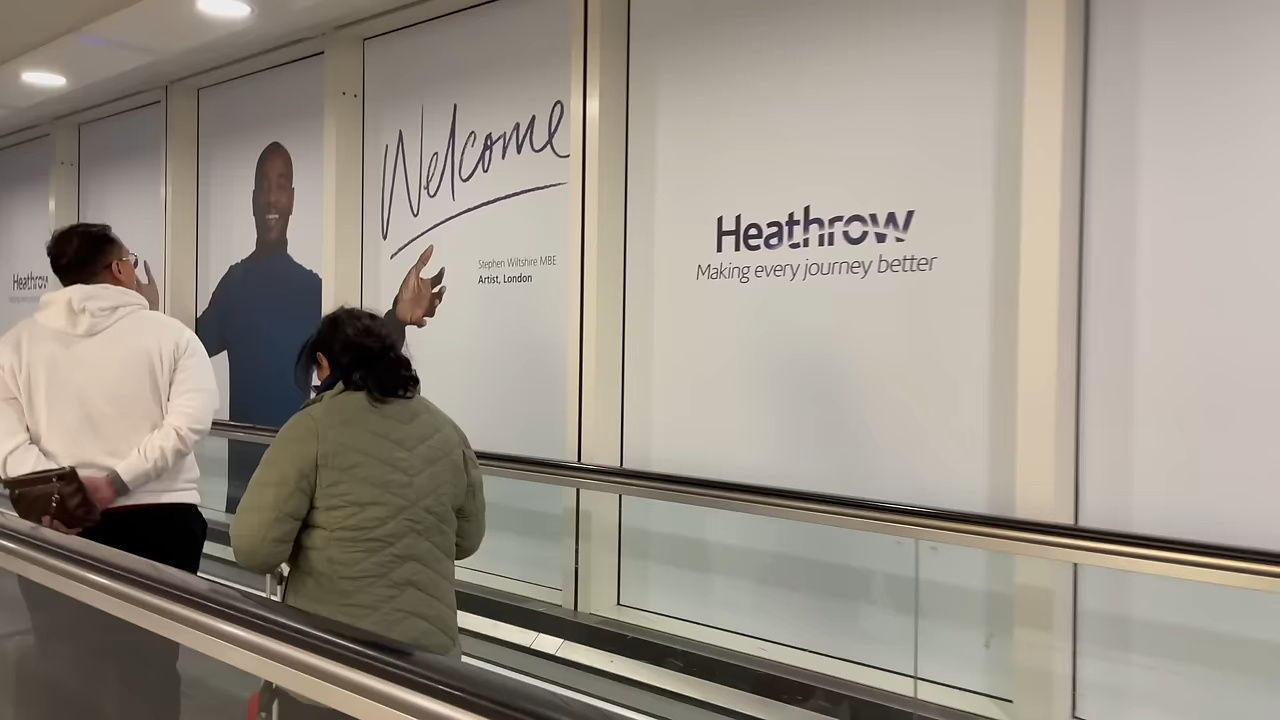 Welcome
Stephen Wiltshire MBE
Artist, London
Heathrow
Making every journey better
Heathrow